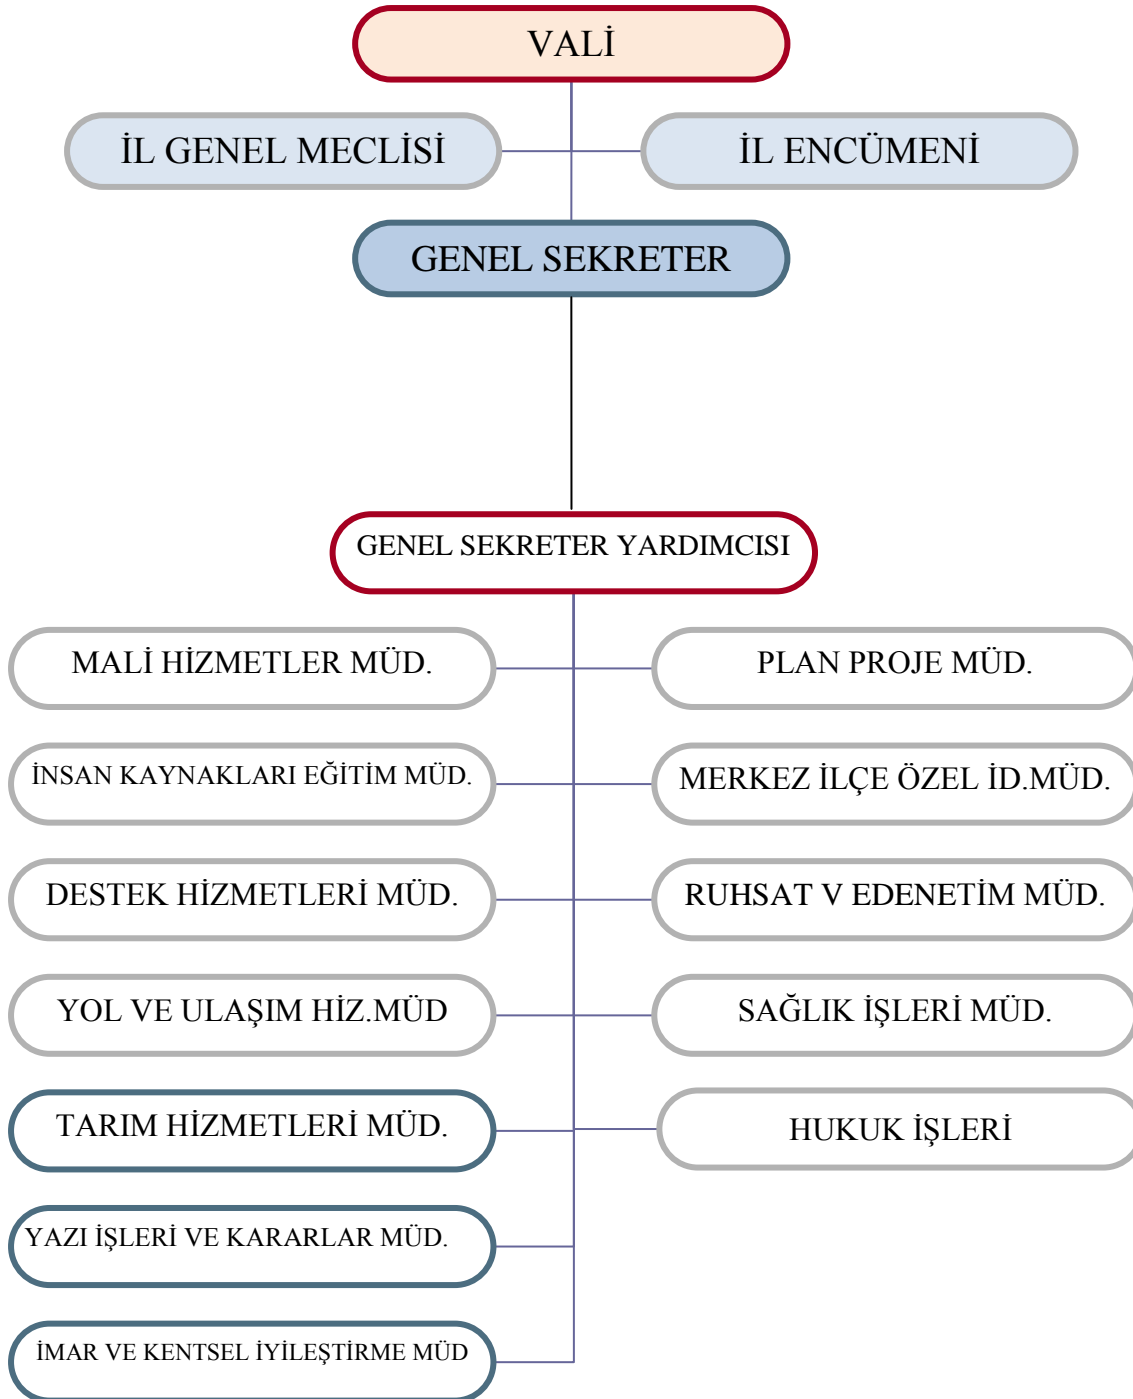 VALİ
İL GENEL MECLİSİ
İL ENCÜMENİ
GENEL SEKRETER
GENEL SEKRETER YARDIMCISI
MALİ HİZMETLER MÜD.
PLAN PROJE MÜD.
İNSAN KAYNAKLARI EĞİTİM MÜD.
MERKEZ İLÇE ÖZEL İD.MÜD.
DESTEK HİZMETLERİ MÜD.
RUHSAT V EDENETİM MÜD.
YOL VE ULAŞIM HİZ.MÜD
SAĞLIK İŞLERİ MÜD.
TARIM HİZMETLERİ MÜD.
HUKUK İŞLERİ
YAZI İŞLERİ VE KARARLAR MÜD.
İMAR VE KENTSEL İYİLEŞTİRME MÜD